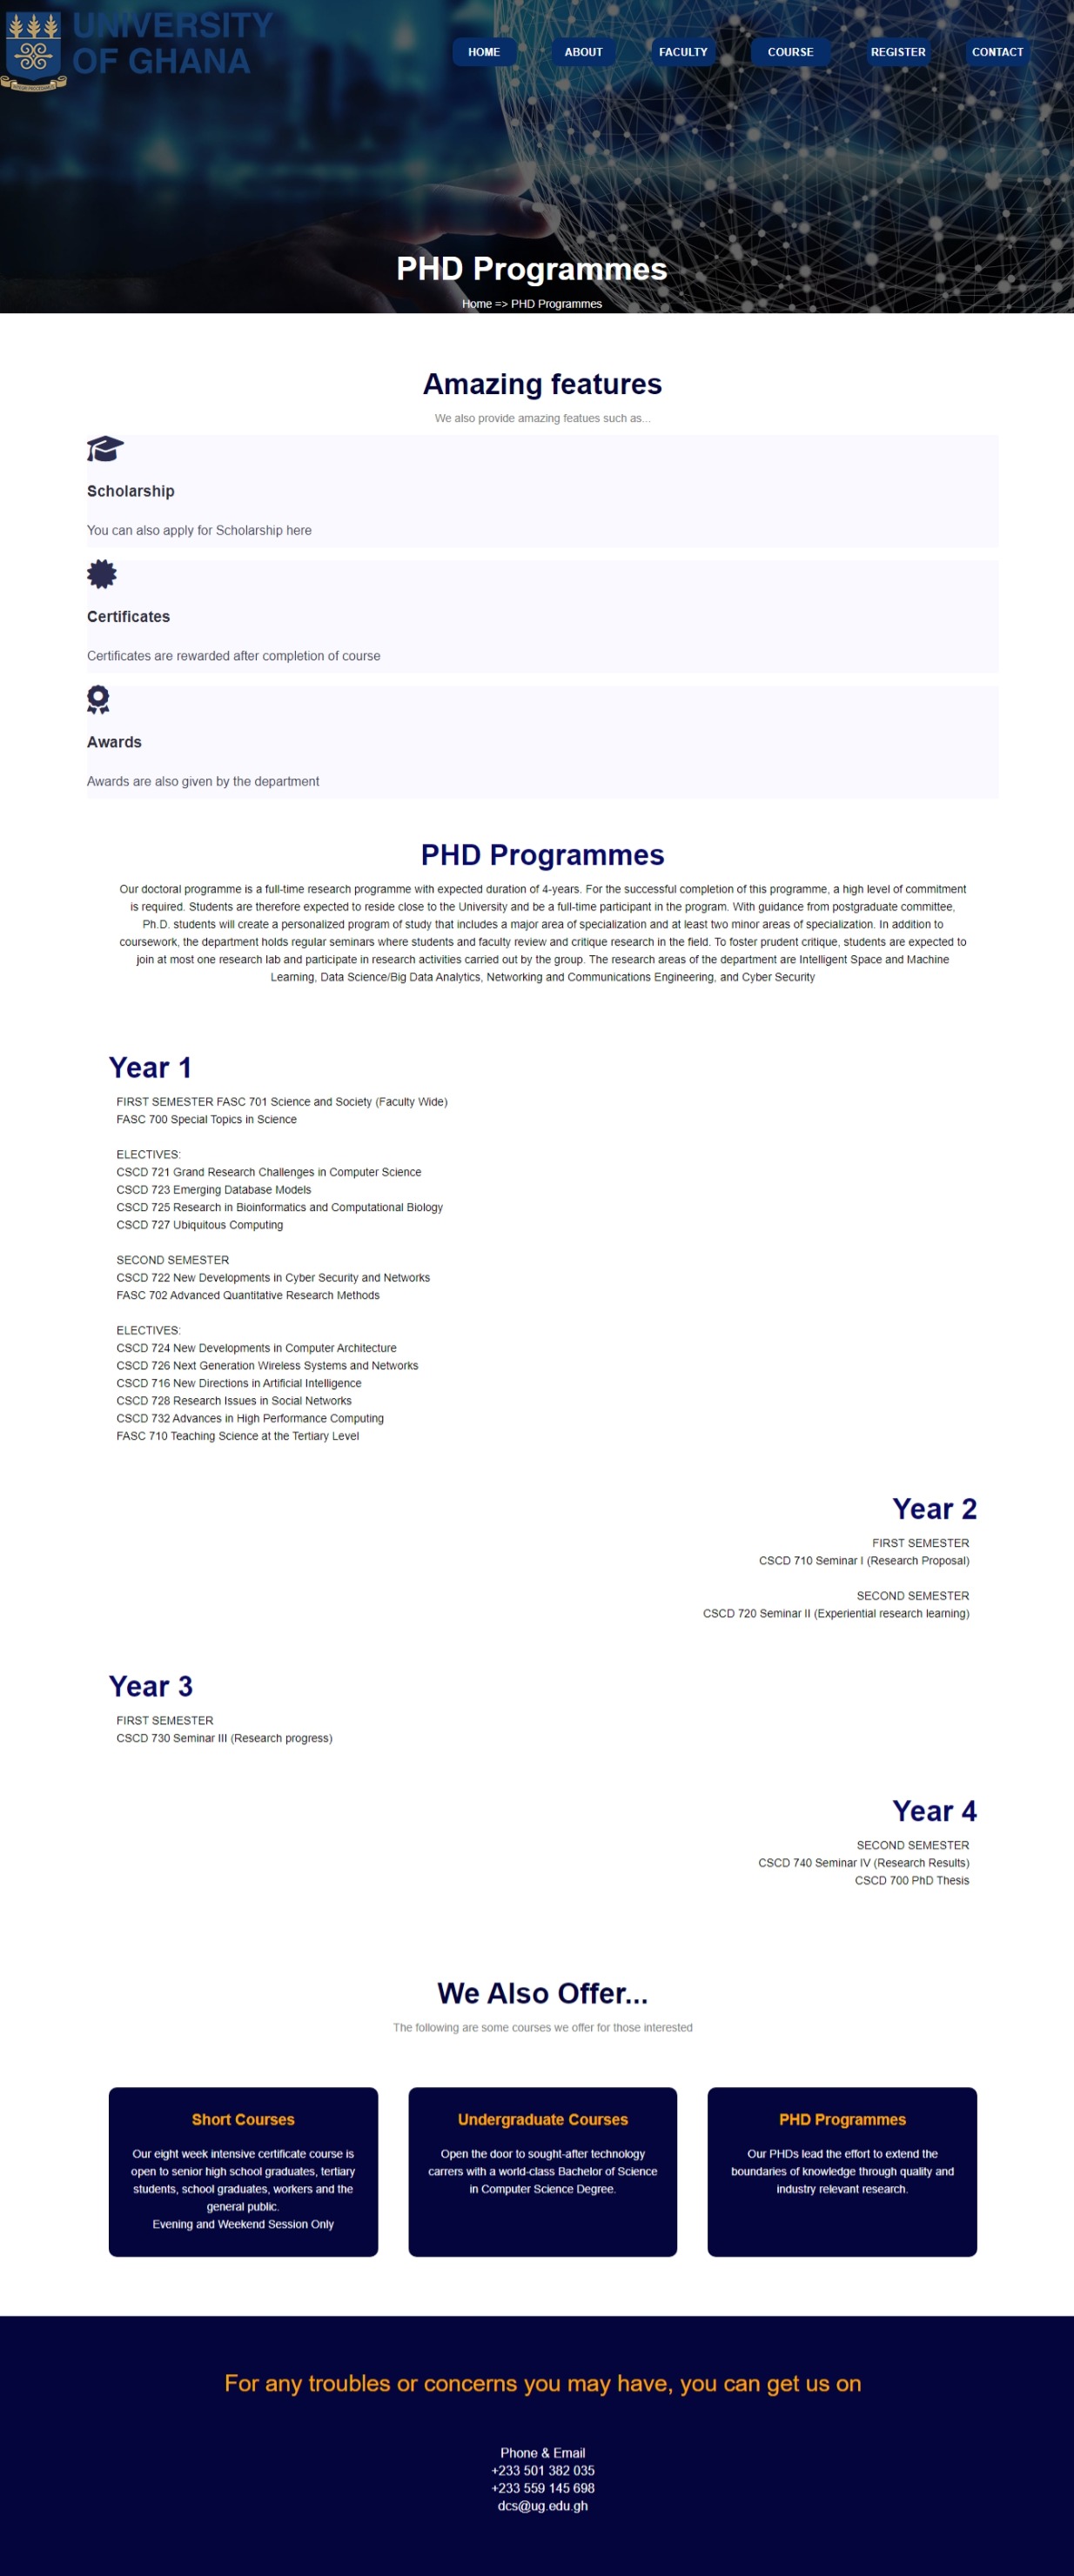 UNIVERSITY
OF GHANA
HOME
ABOUT
FACULTY
COURSE
REGISTER
CONTACT
PHD Programmes
Home => PHD Programmes
Amazing features
We also provide amazing featues such as...
Scholarship
You can also apply for Scholarship here
Certificates
Certificates are rewarded after completion of course
Awards
Awards are also given by the department
PHD Programmes
Our doctoral programme is a full-time research programme with expected duration of 4-years. For the successful completion of this programme, a high level of commitment
is required. Students are therefore expected to reside close to the University and be a full-time participant in the program. With guidance from postgraduate committee,
Ph.D. students will create a personalized program of study that includes a major area of specialization and at least two minor areas of specialization. In addition to
coursework, the department holds regular seminars where students and faculty review and critique research in the field. To foster prudent critique, students are expected to
join at most one research lab and participate in research activities carried out by the group. The research areas of the department are Intelligent Space and Machine
Learning, Data Science/Big Data Analytics, Networking and Communications Engineering, and Cyber Security
Year 1
FIRST SEMESTER FASC 701 Science and Society (Faculty Wide)
FASC 700 Special Topics in Science
ELECTIVES:
CSCD 721 Grand Research Challenges in Computer Science
CSCD 723 Emerging Database Models
CSCD 725 Research in Bioinformatics and Computational Biology
CSCD 727 Ubiquitous Computing
SECOND SEMESTER
CSCD 722 New Developments in Cyber Security and Networks
FASC 702 Advanced Quantitative Research Methods
ELECTIVES:
CSCD 724 New Developments in Computer Architecture
CSCD 726 Next Generation Wireless Systems and Networks
CSCD 716 New Directions in Artificial Intelligence
CSCD 728 Research Issues in Social Networks
CSCD 732 Advances in High Performance Computing
FASC 710 Teaching Science at the Tertiary Level
Year 2
FIRST SEMESTER
CSCD 710 Seminar I (Research Proposal)
SECOND SEMESTER
CSCD 720 Seminar II (Experiential research learning)
Year 3
FIRST SEMESTER
CSCD 730 Seminar III (Research progress)
Year 4
SECOND SEMESTER
CSCD 740 Seminar IV (Research Results)
CSCD 700 PhD Thesis
We Also Offer...
The following are some courses we offer for those interested
Short Courses
Our eight week intensive certificate course is
open to senior high school graduates, tertiary
students, school graduates, workers and the
general public.
Evening and Weekend Session Only
Undergraduate Courses
Open the door to sought-after technology
carrers with a world-class Bachelor of Science
in Computer Science Degree.
PHD Programmes
Our PHDs lead the effort to extend the
boundaries of knowledge through quality and
industry relevant research.
For any troubles or concerns you may have, you can get us on
Phone & Email
+233 501 382 035
+233 559 145 698
dcs@ug.edu.gh